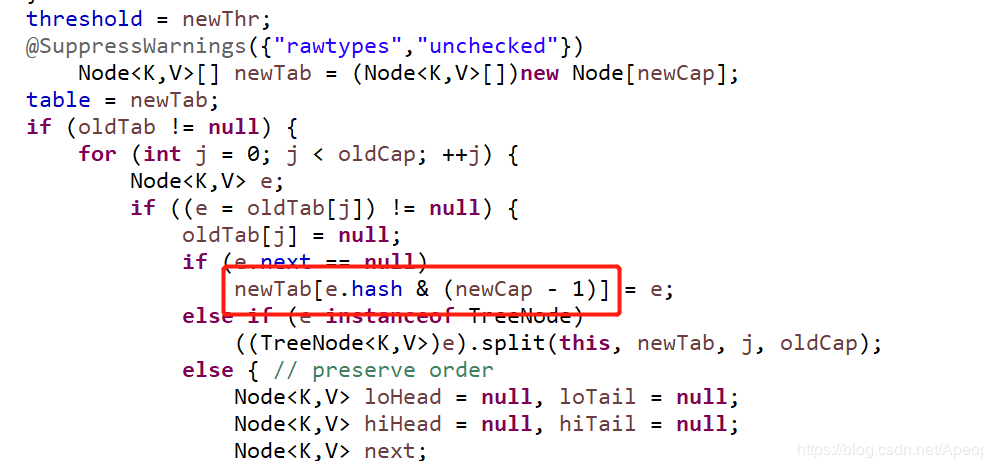 threshold = newThr;
@SuppressWarnings({"rawtypes","unchecked"})
    Node<K,V>[] newTab = (Node<K,V>[])new Node[newCap];
table = newTab;
if (oldTab != null) {
    for (int j = 0; j < oldCap; ++j) {
        Node<K,V> e;
        if ((e = oldTab[j]) != null) {
            oldTab[j] = null;
            if (e.next == null)
                newTab[e.hash & (newCap - 1)] = e;
            else if (e instanceof TreeNode)
                ((TreeNode<K,V>)e).split(this, newTab, j, oldCap);
            else { // preserve order
                Node<K,V> loHead = null, loTail = null;
                Node<K,V> hiHead = null, hiTail = null;
                Node<K,V> next;
https://blog.csdn.net/Apeop